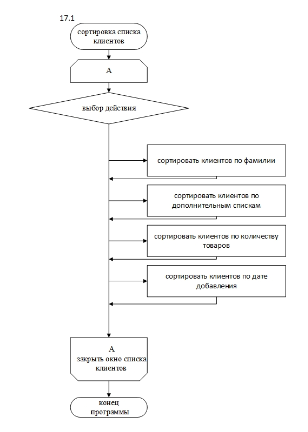 17.1
сортировка списка
клиентов
А
выбор действия
сортировать клиентов по фамилии
сортировать клиентов по
дополнительным спискам
сортировать клиентов по количеству
товаров
сортировать клиентов по дате
добавления
А
закрыть окно списка
клиентов
конец
программы